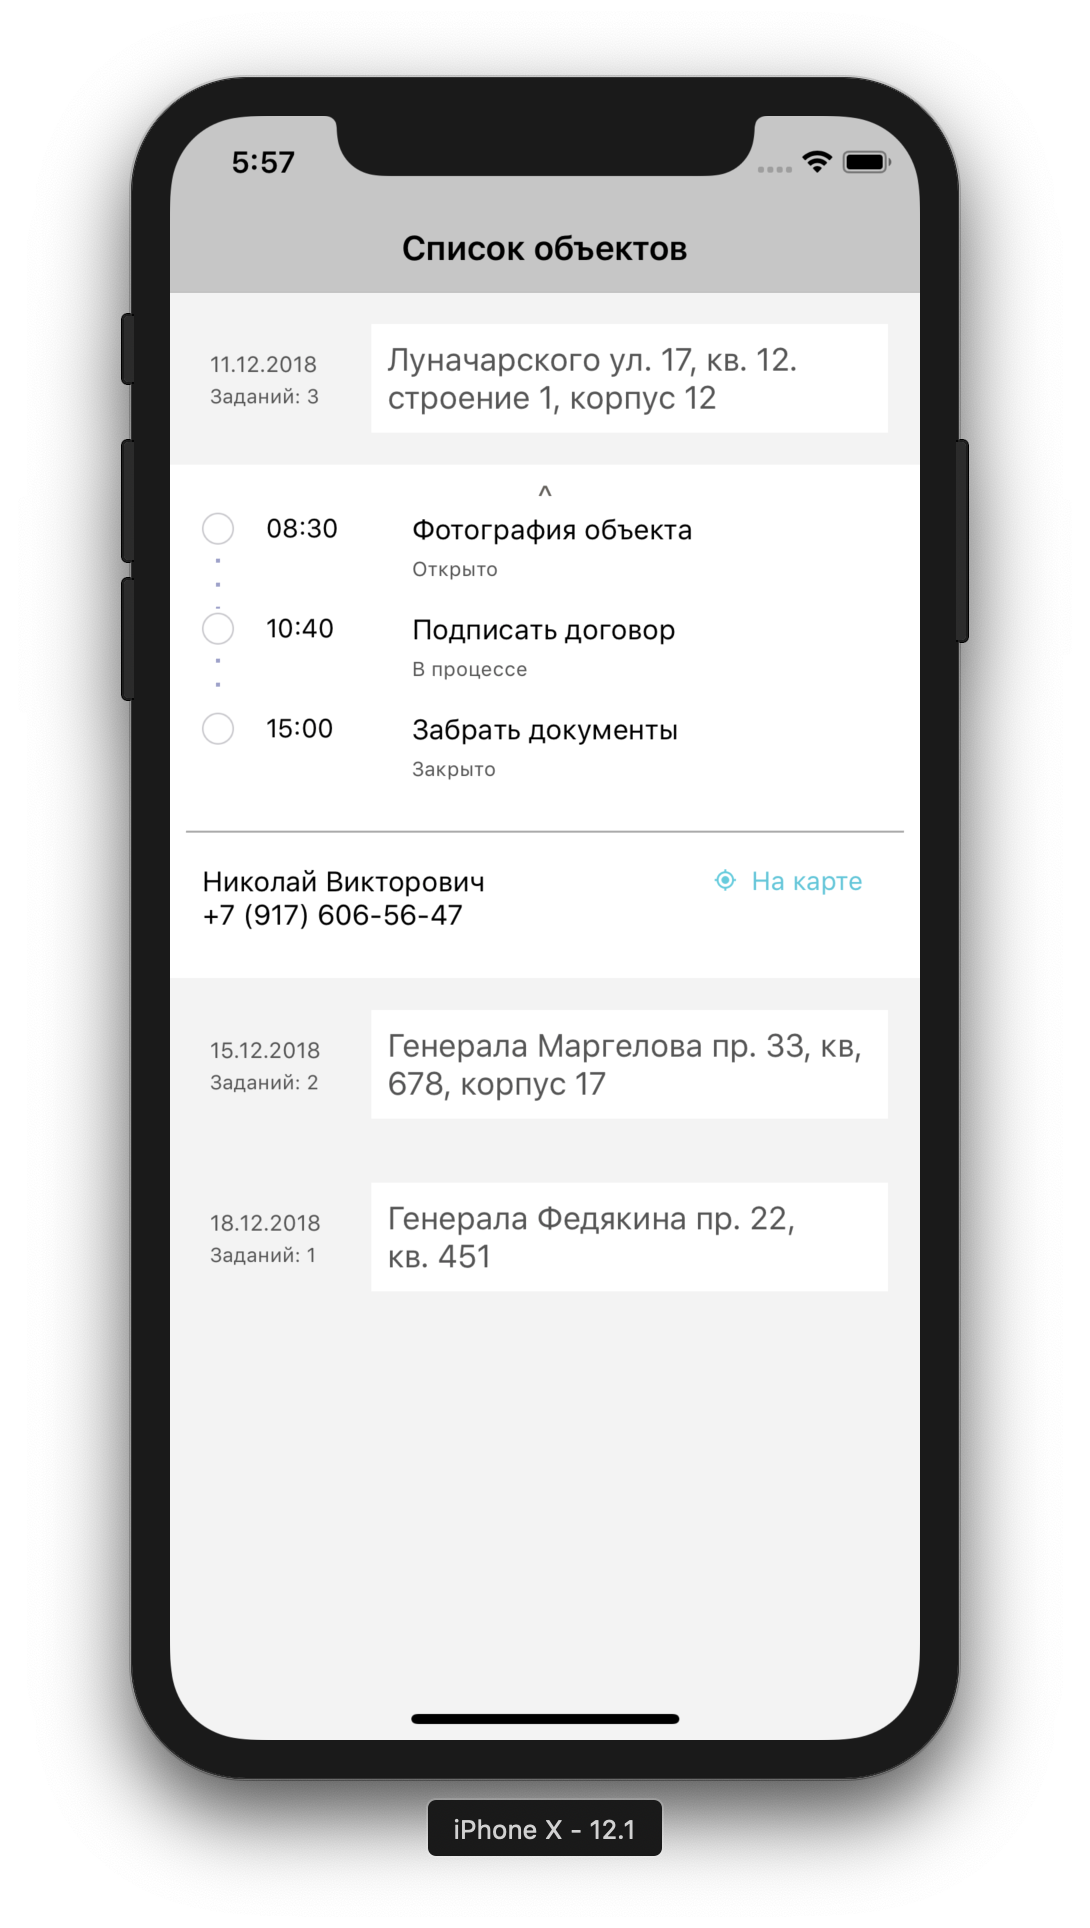 5:57
Список объектов
11.12.2018
Заданий: 3
Луначарского ул. 17, кв. 12.
строение 1, корпус 12
^
08:30
Фотография объекта
Открыто
10:40
Подписать договор
В процессе
15:00
Забрать документы
Закрыто
Николай Викторович
+7 (917) 606-56-47
На карте
15.12.2018
Заданий: 2
Генерала Маргелова пр. 33, кв,
678, корпус 17
18.12.2018
Заданий: 1
Генерала Федякина пр. 22,
кв. 451
iPhone X - 12.1